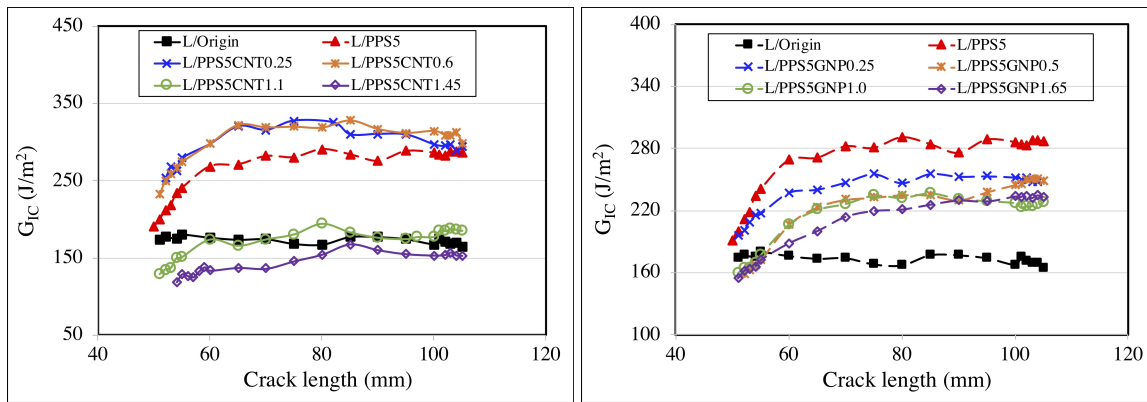 450
350
250
150
50
G_IC (J/m²)
L/Origin L/PPS5
L/PPS5CNT0.25 L/PPS5CNT0.6
L/PPS5CNT1.1 L/PPS5CNT1.45
40 60 80 100 120
Crack length (mm)
400
340
280
220
160
100
G_IC (J/m²)
L/Origin L/PPS5
L/PPS5GNP0.25 L/PPS5GNP0.5
L/PPS5GNP1.0 L/PPS5GNP1.65
40 60 80 100 120
Crack length (mm)